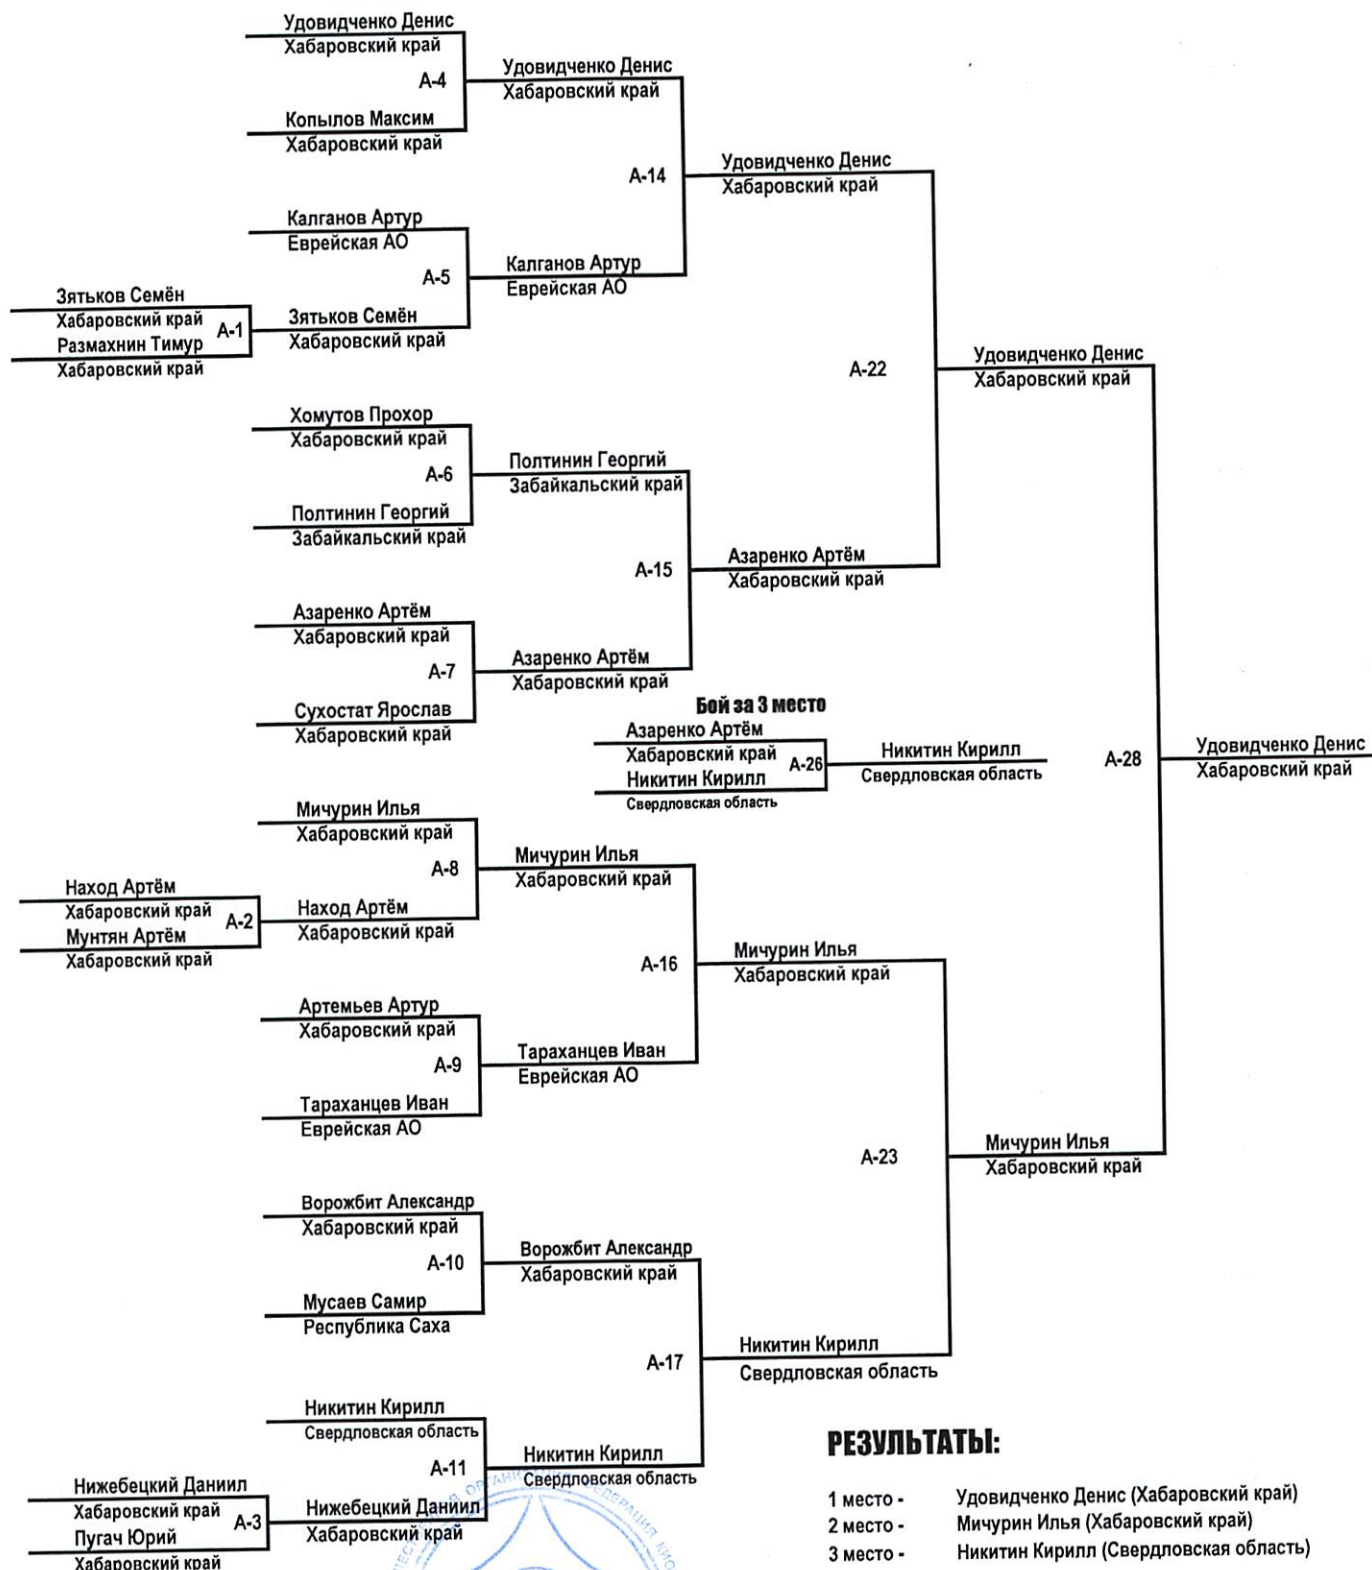 Удовидченко Денис
Хабаровский край
А-4
Удовидченко Денис
Хабаровский край
Копылов Максим
Хабаровский край
А-14
Удовидченко Денис
Хабаровский край
Калганов Артур
Еврейская АО
А-5
Калганов Артур
Еврейская АО
Зятьков Семён
Хабаровский край
А-1
Размахнин Тимур
Хабаровский край
Зятьков Семён
Хабаровский край
А-22
Удовидченко Денис
Хабаровский край
Хомутов Прохор
Хабаровский край
А-6
Полтинин Георгий
Забайкальский край
Полтинин Георгий
Забайкальский край
А-15
Азаренко Артём
Хабаровский край
Азаренко Артём
Хабаровский край
А-7
Азаренко Артём
Хабаровский край
Сухостат Ярослав
Хабаровский край
Бой за 3 место
Азаренко Артём
Хабаровский край
А-26
Никитин Кирилл
Свердловская область
Никитин Кирилл
Свердловская область
А-28
Удовидченко Денис
Хабаровский край
Мичурин Илья
Хабаровский край
А-8
Мичурин Илья
Хабаровский край
Наход Артём
Хабаровский край
А-2
Мунтян Артём
Хабаровский край
Наход Артём
Хабаровский край
А-16
Мичурин Илья
Хабаровский край
Артемьев Артур
Хабаровский край
А-9
Тараханцев Иван
Еврейская АО
Тараханцев Иван
Еврейская АО
А-23
Мичурин Илья
Хабаровский край
Ворожбит Александр
Хабаровский край
А-10
Ворожбит Александр
Хабаровский край
Мусаев Самир
Республика Саха
А-17
Никитин Кирилл
Свердловская область
Никитин Кирилл
Свердловская область
А-11
Никитин Кирилл
Свердловская область
Нижебецкий Даниил
Хабаровский край
А-3
Пугач Юрий
Хабаровский край
Нижебецкий Даниил
Хабаровский край
ОРГАНИЗАЦИЯ ФЕДЕРАЦИЯ КИО
РЕЗУЛЬТАТЫ:
1 место - Удовидченко Денис (Хабаровский край)
2 место - Мичурин Илья (Хабаровский край)
3 место - Никитин Кирилл (Свердловская область)